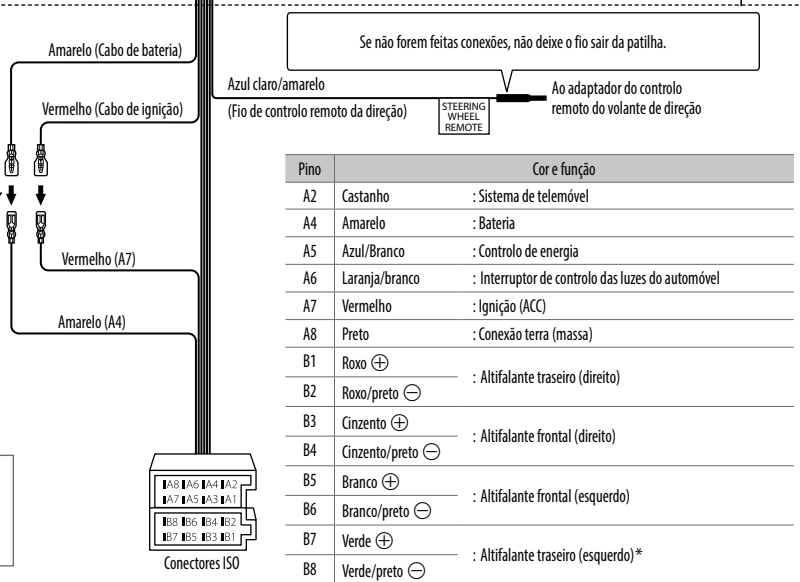 Se não forem feitas conexões, não deixe o fio sair da patilha.
Amarelo (Cabo de bateria)
Azul claro/amarelo
(Fio de controlo remoto da direção)
STEERING
WHEEL
REMOTE
Ao adaptador do controlo
remoto do volante de direção
Vermelho (Cabo de ignição)
Vermelho (A7)
Amarelo (A4)
Pino Cor e função
A2 Castanho : Sistema de telemóvel
A4 Amarelo : Bateria
A5 Azul/Branco : Controlo de energia
A6 Laranja/branco : Interruptor de controlo das luzes do automóvel
A7 Vermelho : Ignição (ACC)
A8 Preto : Conexão terra (massa)
B1 Roxo ⊕ : Altifalante traseiro (direito)
B2 Roxo/preto ⊖
B3 Cinzento ⊕ : Altifalante frontal (direito)
B4 Cinzento/preto ⊖
B5 Branco ⊕ : Altifalante frontal (esquerdo)
B6 Branco/preto ⊖
B7 Verde ⊕ : Altifalante traseiro (esquerdo)*
B8 Verde/preto ⊖
A8 A6 A4 A2
A7 A5 A3 A1
B8 B6 B4 B2
B7 B5 B3 B1
Conectores ISO